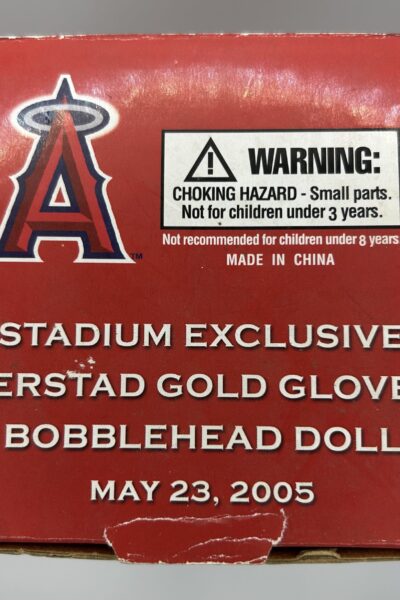 A
TM
WARNING:
CHOKING HAZARD - Small parts.
Not for children under 3 years.
Not recommended for children under 8 years
MADE IN CHINA
STADIUM EXCLUSIVE
ERSTAD GOLD GLOVE
BOBBLEHEAD DOLL
MAY 23, 2005